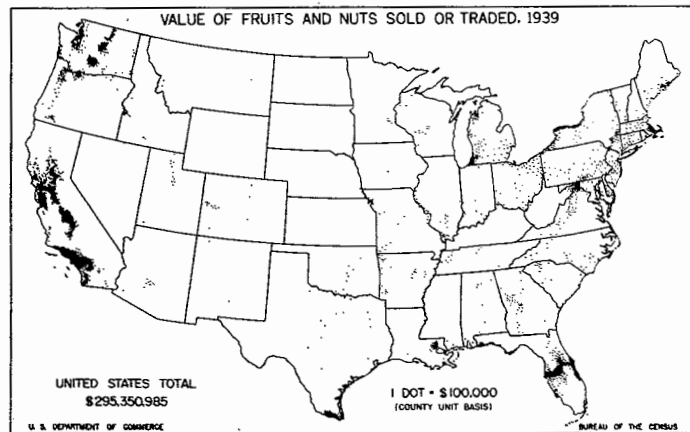 VALUE OF FRUITS AND NUTS SOLD OR TRADED, 1939
UNITED STATES TOTAL
$295,350,985
1 DOT - $100,000
(COUNTY UNIT BASIS)
U. S. DEPARTMENT OF COMMERCE
BUREAU OF THE CENSUS